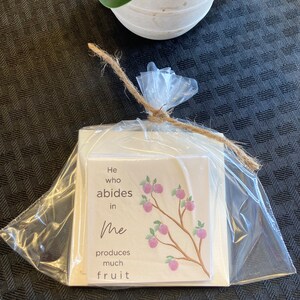 He
who
abides
in
Me
produces
much
fruit